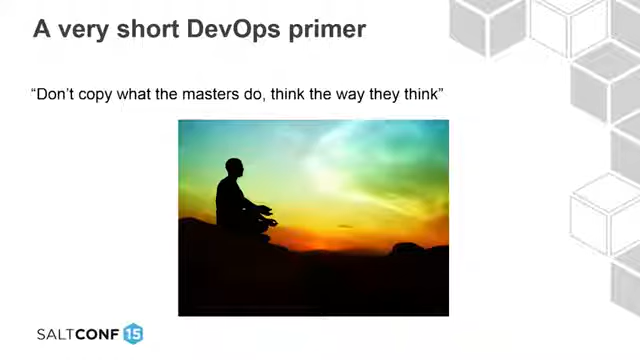 A very short DevOps primer
“Don’t copy what the masters do, think the way they think”
SALTCONF 15